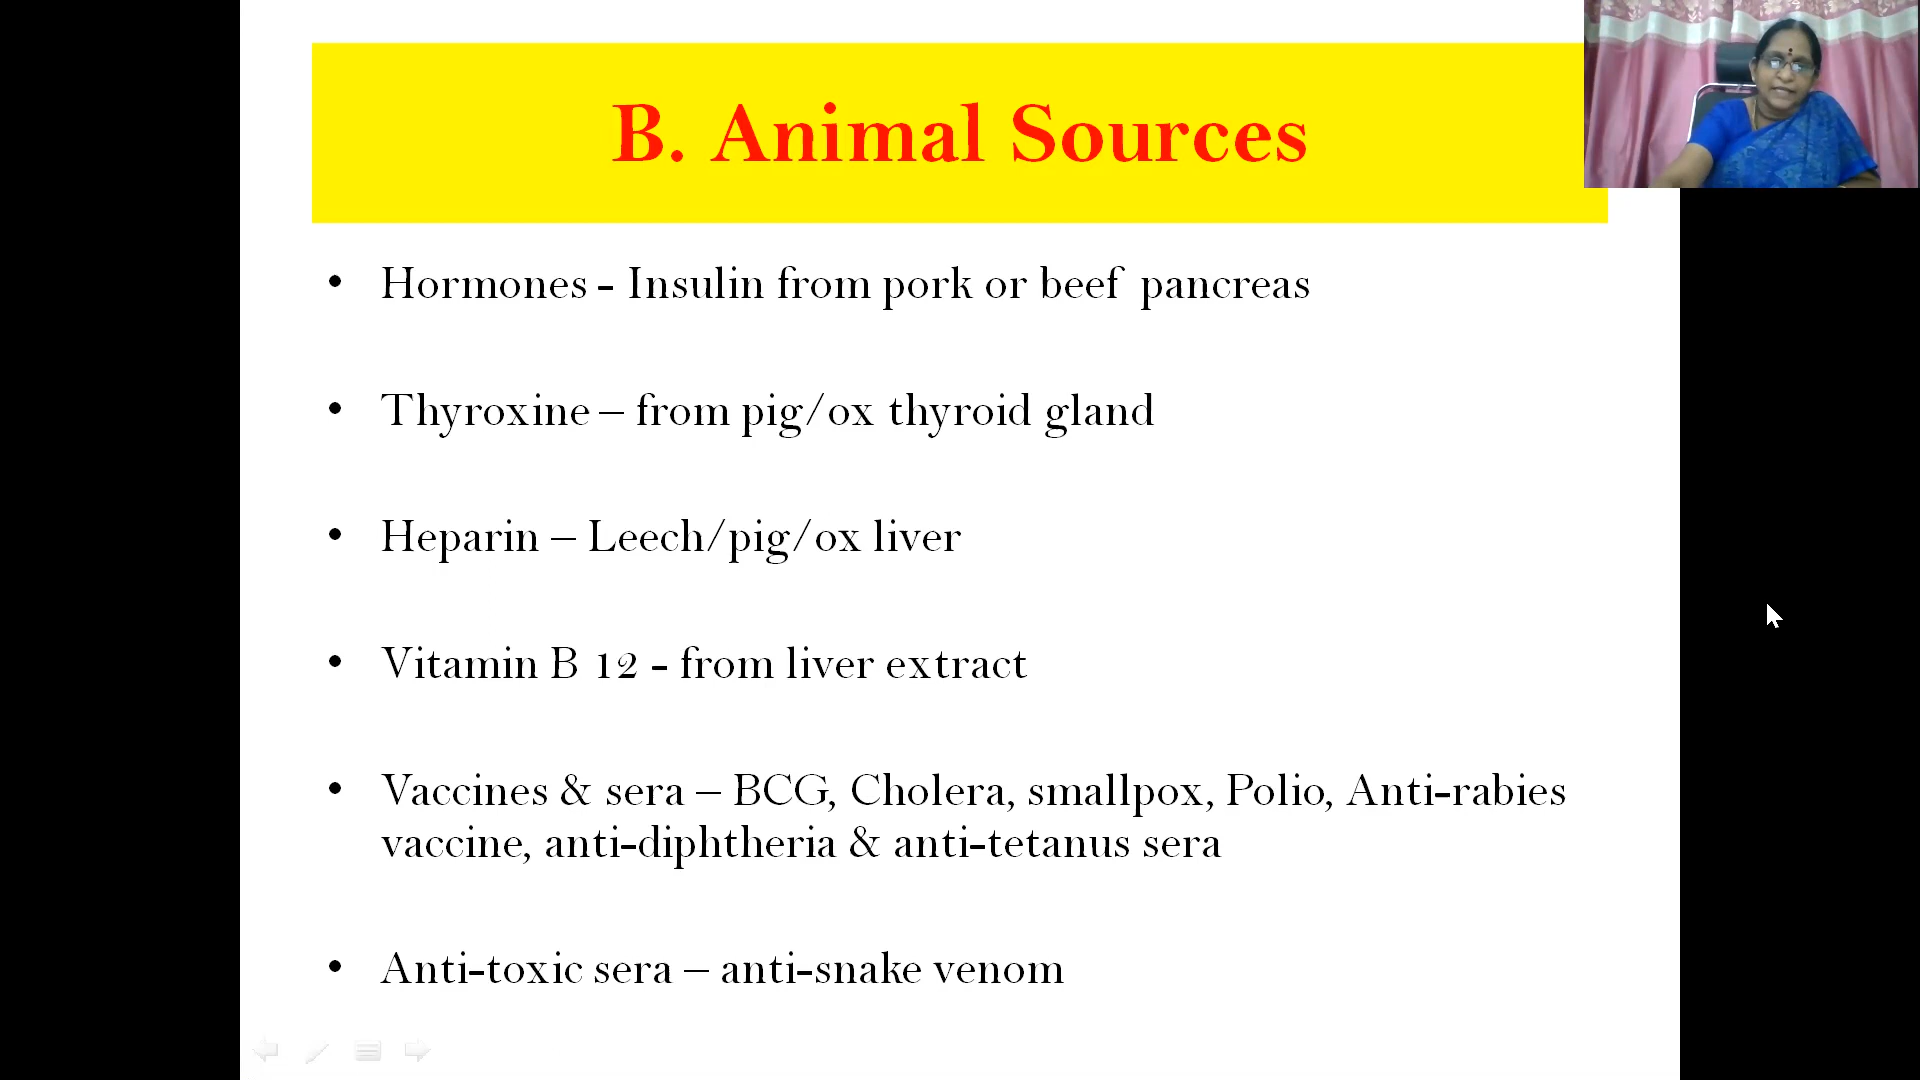 B. Animal Sources
• Hormones - Insulin from pork or beef pancreas
• Thyroxine – from pig/ox thyroid gland
• Heparin – Leech/pig/ox liver
• Vitamin B 12 - from liver extract
• Vaccines & sera – BCG, Cholera, smallpox, Polio, Anti-rabies
vaccine, anti-diphtheria & anti-tetanus sera
• Anti-toxic sera – anti-snake venom